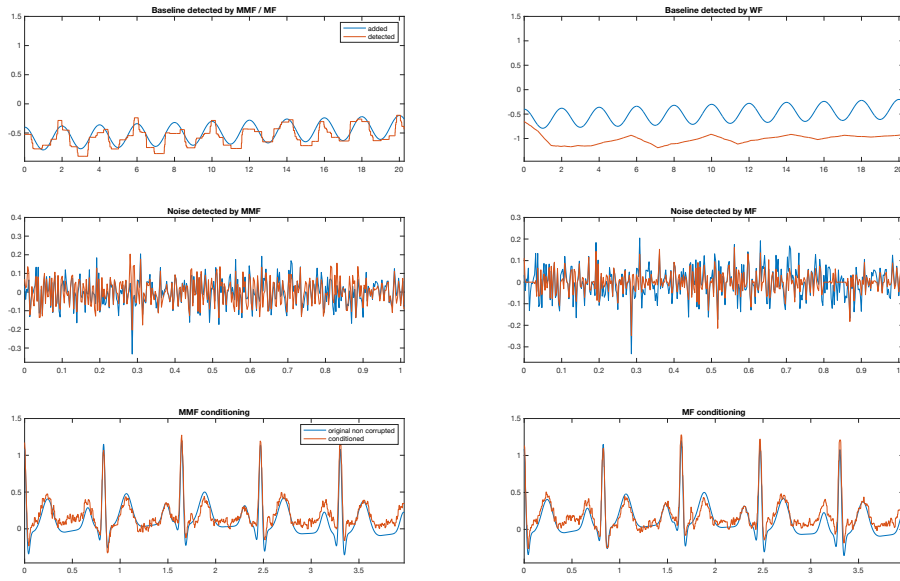 Baseline detected by MMF / MF
1.5
1
0.5
0
-0.5
0 2 4 6 8 10 12 14 16 18 20
added
detected
Baseline detected by WF
1.5
1
0.5
0
-0.5
-1
0 2 4 6 8 10 12 14 16 18 20
Noise detected by MMF
0.4
0.3
0.2
0.1
0
-0.1
-0.2
-0.3
0 0.1 0.2 0.3 0.4 0.5 0.6 0.7 0.8 0.9 1
Noise detected by MF
0.3
0.2
0.1
0
-0.1
-0.2
-0.3
0 0.1 0.2 0.3 0.4 0.5 0.6 0.7 0.8 0.9 1
MMF conditioning
1.5
1
0.5
0
0 0.5 1 1.5 2 2.5 3 3.5
original non corrupted
conditioned
MF conditioning
1.5
1
0.5
0
0 0.5 1 1.5 2 2.5 3 3.5